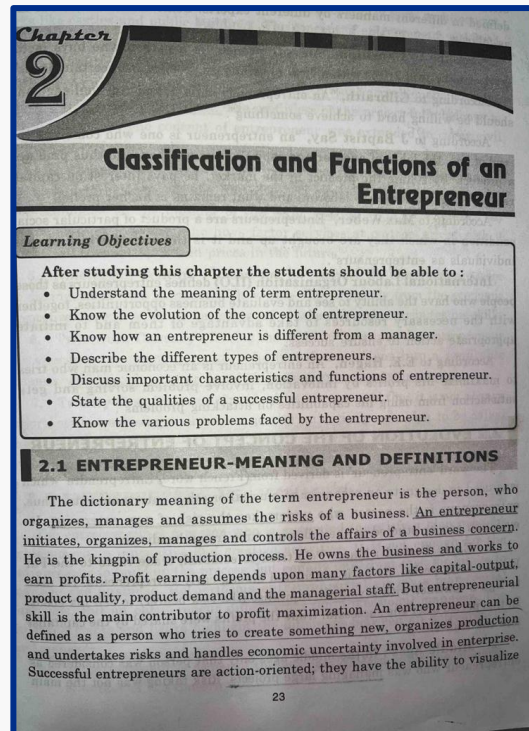 Chapter
2
Classification and Functions of an
Entrepreneur
Learning Objectives
After studying this chapter the students should be able to :
• Understand the meaning of term entrepreneur.
• Know the evolution of the concept of entrepreneur.
• Know how an entrepreneur is different from a manager.
• Describe the different types of entrepreneurs.
• Discuss important characteristics and functions of entrepreneur.
• State the qualities of a successful entrepreneur.
• Know the various problems faced by the entrepreneur.
2.1 ENTREPRENEUR-MEANING AND DEFINITIONS
The dictionary meaning of the term entrepreneur is the person, who
organizes, manages and assumes the risks of a business. An entrepreneur
initiates, organizes, manages and controls the affairs of a business concern.
He is the kingpin of production process. He owns the business and works to
earn profits. Profit earning depends upon many factors like capital-output,
product quality, product demand and the managerial staff. But entrepreneurial
skill is the main contributor to profit maximization. An entrepreneur can be
defined as a person who tries to create something new, organizes production
and undertakes risks and handles economic uncertainty involved in enterprise.
Successful entrepreneurs are action-oriented; they have the ability to visualize
23